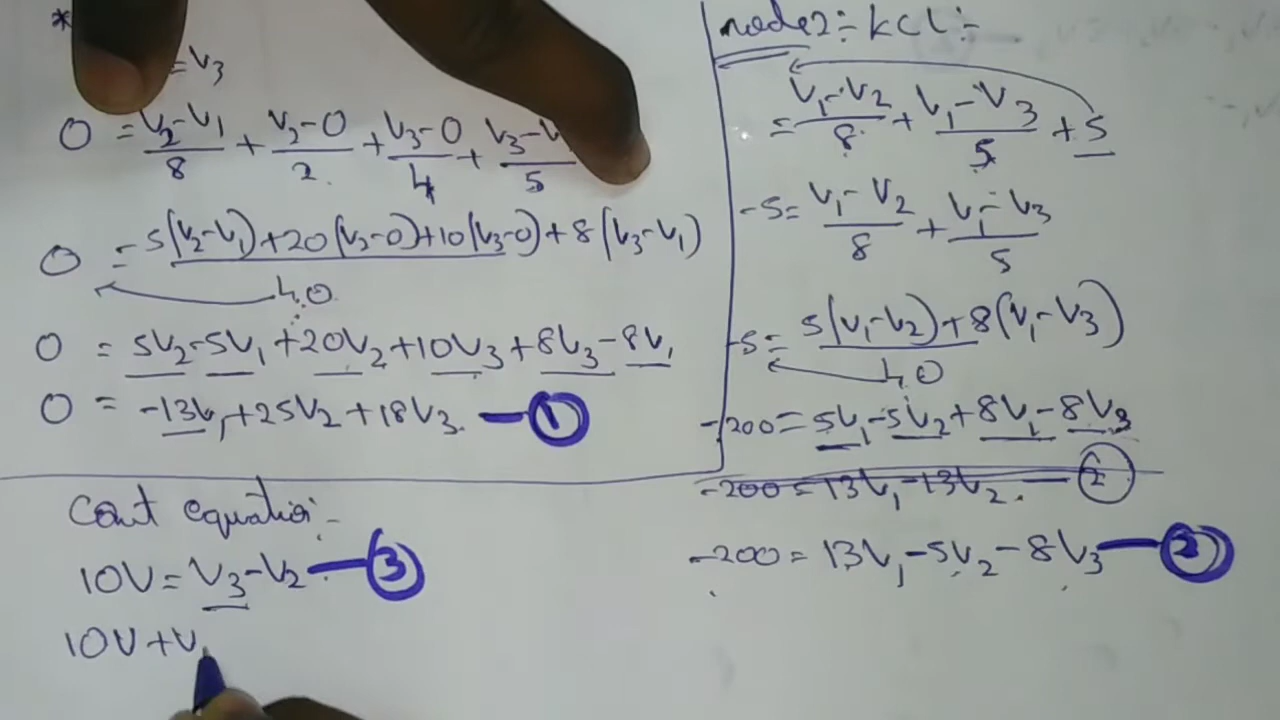 *
=V₃
0 = (V₂-V₁)/8 + (V₂-0)/2 + (V₃-0)/4 + (V₃-V)/5
0 = (5(V₂-V₁)+20(V₂-0)+10(V₃-0)+8(V₃-V₁))/40
0 = 5V₂-5V₁+20V₂+10V₃+8V₃-8V₁
0 = -13V₁+25V₂+18V₃. — 1
node2:- KCL:-
= (V₁-V₂)/8 + (V₁-V₃)/5 + 5
-5 = (V₁-V₂)/8 + (V₁-V₃)/5
-5 = (5(V₁-V₂)+8(V₁-V₃))/40
-200 = 5V₁-5V₂+8V₁-8V₃
-200 = 13V₁-13V₂. — 2
-200 = 13V₁-5V₂-8V₃ — 2
10V = V₃-V₂ — 3
10V+V